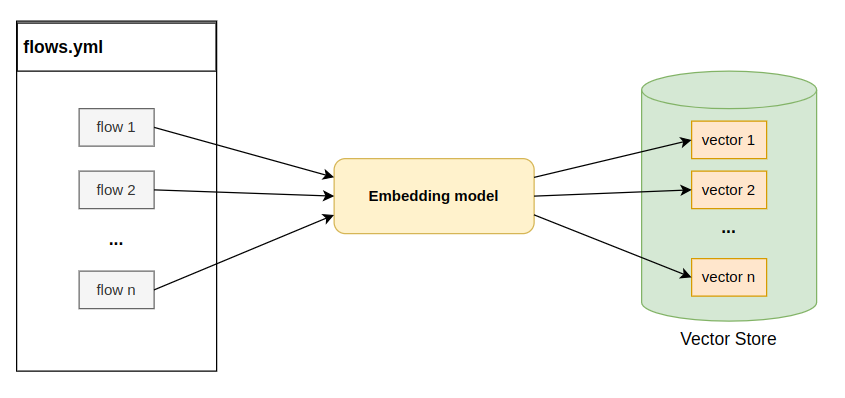 flows.yml
flow 1
flow 2
...
flow n
Embedding model
vector 1
vector 2
...
vector n
Vector Store